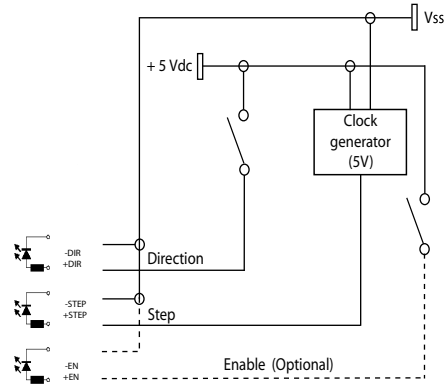 Vss
+ 5 Vdc
Clock
generator
(5V)
-DIR
+DIR
Direction
-STEP
+STEP
Step
-EN
+EN
Enable (Optional)